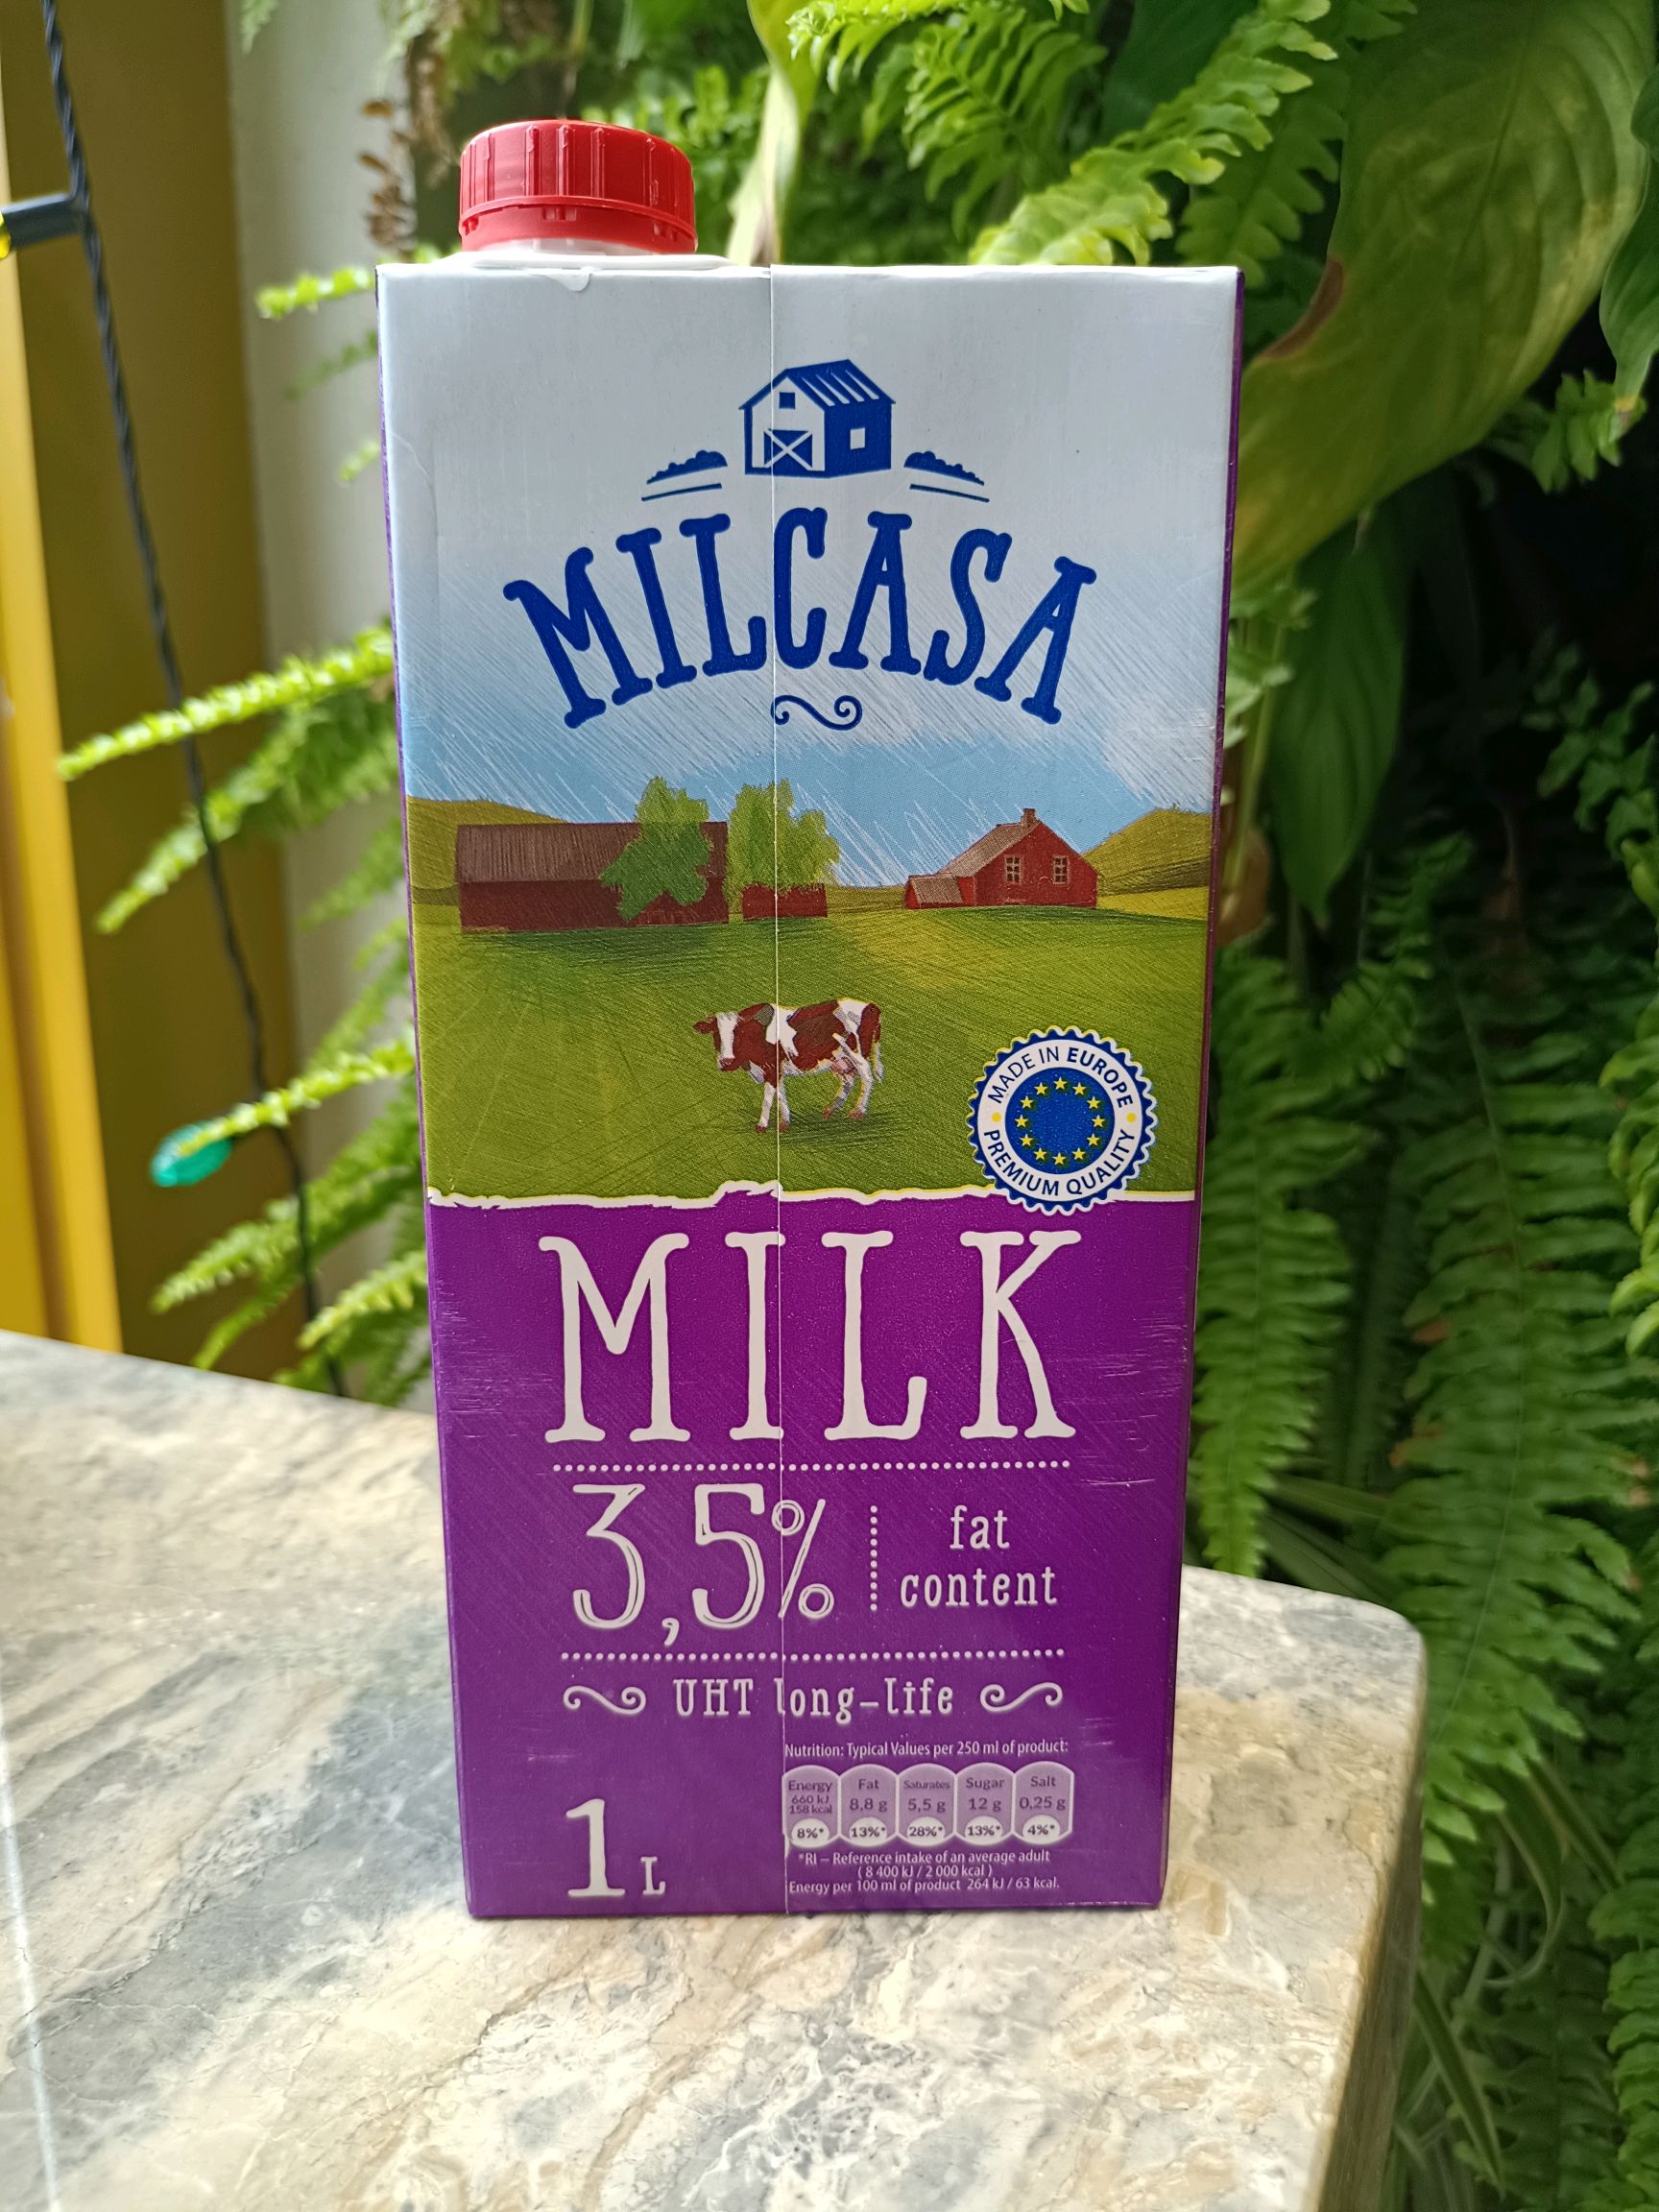 MILCASA
MADE IN EUROPE
PREMIUM QUALITY
MILK
3,5%
fat
content
UHT long-life
Nutrition: Typical Values per 250 ml of product:
Energy Fat Saturates Sugar Salt
660 kJ
158 kcal 8,8 g 5,5 g 12 g 0,25 g
8%* 13%* 28%* 13%* 4%*
*RI – Reference intake of an average adult
( 8 400 kJ / 2 000 kcal )
Energy per 100 ml of product 264 kJ / 63 kcal.
1 L